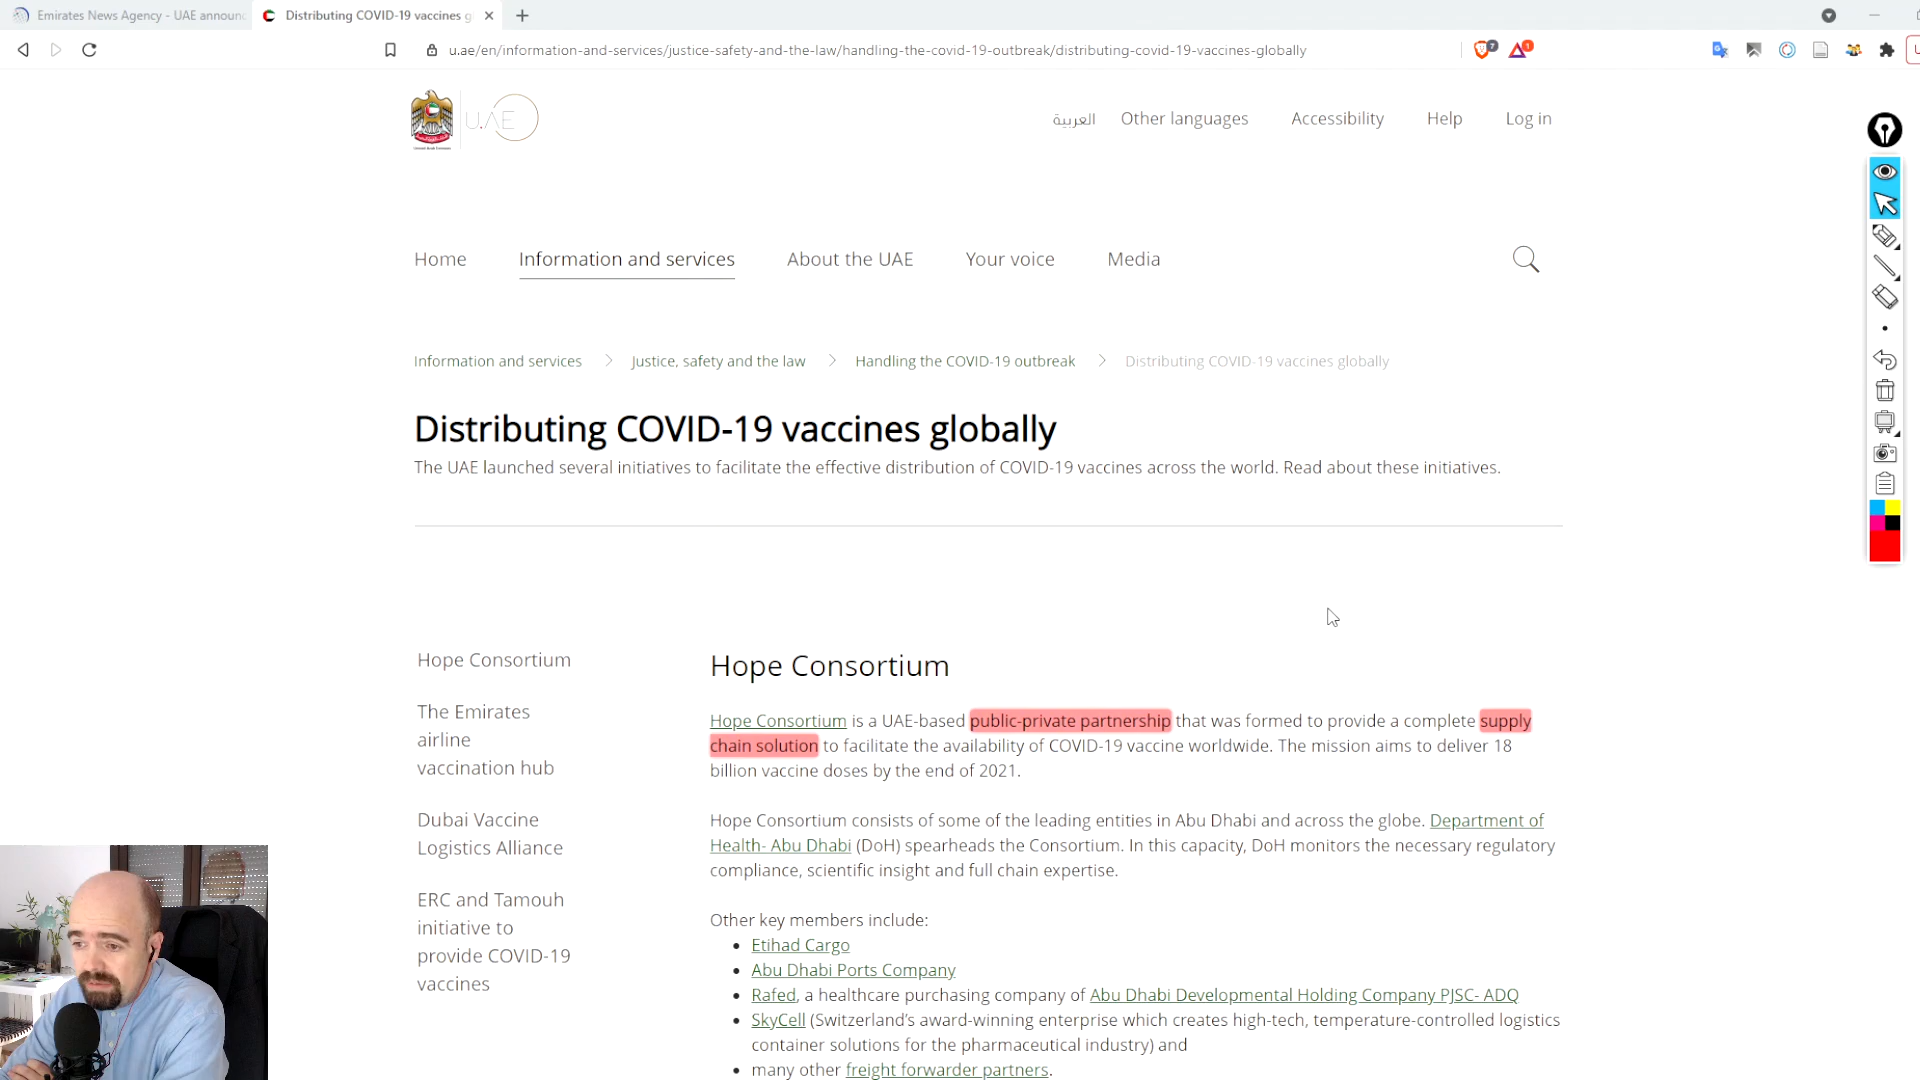 Emirates News Agency - UAE announ
Distributing COVID-19 vaccines g
u.ae/en/information-and-services/justice-safety-and-the-law/handling-the-covid-19-outbreak/distributing-covid-19-vaccines-globally
7
1
U.AE
العربية
Other languages
Accessibility
Help
Log in
Home
Information and services
About the UAE
Your voice
Media
Information and services
Justice, safety and the law
Handling the COVID-19 outbreak
Distributing COVID-19 vaccines globally
Distributing COVID-19 vaccines globally
The UAE launched several initiatives to facilitate the effective distribution of COVID-19 vaccines across the world. Read about these initiatives.
Hope Consortium
The Emirates
airline
vaccination hub
Dubai Vaccine
Logistics Alliance
ERC and Tamouh
initiative to
provide COVID-19
vaccines
Hope Consortium
Hope Consortium is a UAE-based public-private partnership that was formed to provide a complete supply
chain solution to facilitate the availability of COVID-19 vaccine worldwide. The mission aims to deliver 18
billion vaccine doses by the end of 2021.
Hope Consortium consists of some of the leading entities in Abu Dhabi and across the globe. Department of
Health- Abu Dhabi (DoH) spearheads the Consortium. In this capacity, DoH monitors the necessary regulatory
compliance, scientific insight and full chain expertise.
Other key members include:
Etihad Cargo
Abu Dhabi Ports Company
Rafed, a healthcare purchasing company of Abu Dhabi Developmental Holding Company PJSC- ADQ
SkyCell (Switzerland's award-winning enterprise which creates high-tech, temperature-controlled logistics
container solutions for the pharmaceutical industry) and
many other freight forwarder partners.